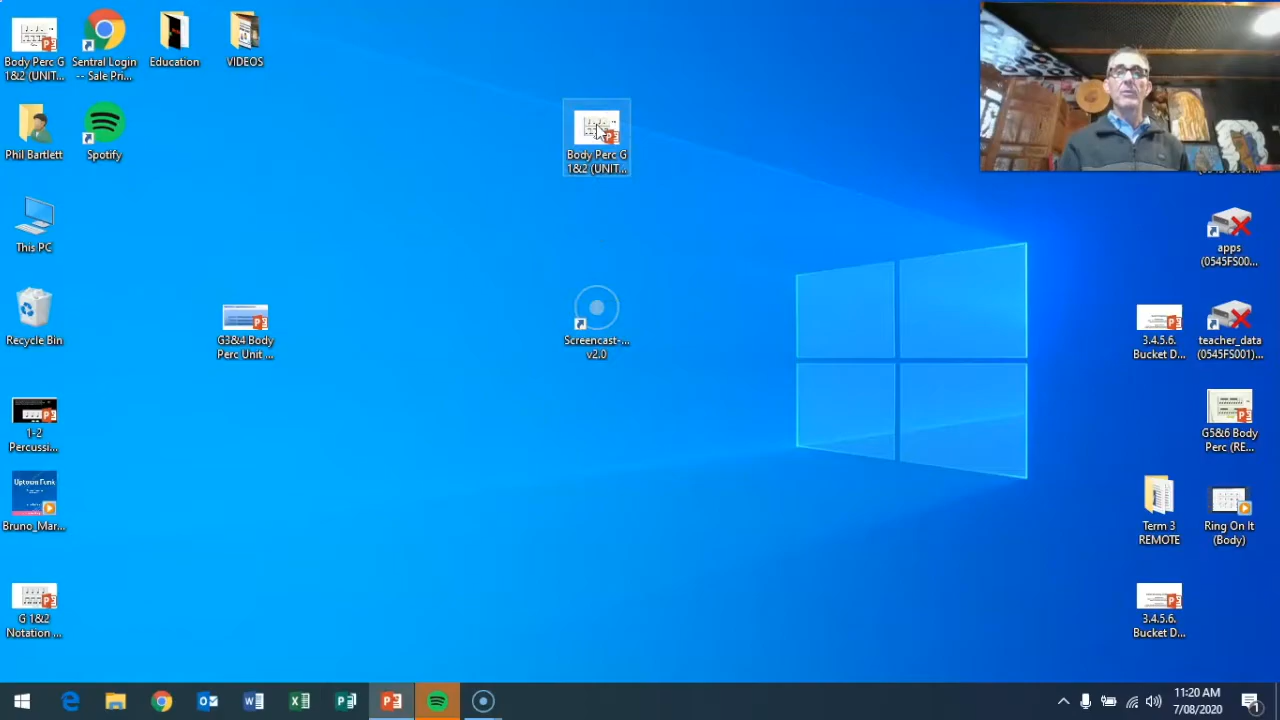 Body Perc G
1&2 (UNIT...
Sentral Login
-- Sale Pri...
Education
VIDEOS
Body Perc G
1&2 (UNIT...
Phil Bartlett
Spotify
This PC
apps
(0545FS00...
Recycle Bin
G3&4 Body
Perc Unit ...
Screencast-...
v2.0
3.4.5.6.
Bucket D...
teacher_data
(0545FS001)...
1-2
Percussi...
G5&6 Body
Perc (RE...
Uptown Funk
Bruno_Mar...
Term 3
REMOTE
Ring On It
(Body)
G 1&2
Notation ...
3.4.5.6.
Bucket D...
11:20 AM
7/08/2020
1